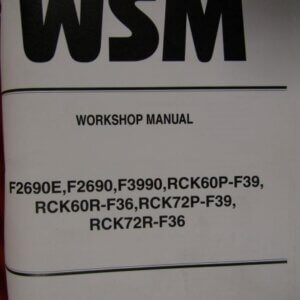 WSM
WORKSHOP MANUAL
F2690E,F2690,F3990,RCK60P-F39,
RCK60R-F36,RCK72P-F39,
RCK72R-F36